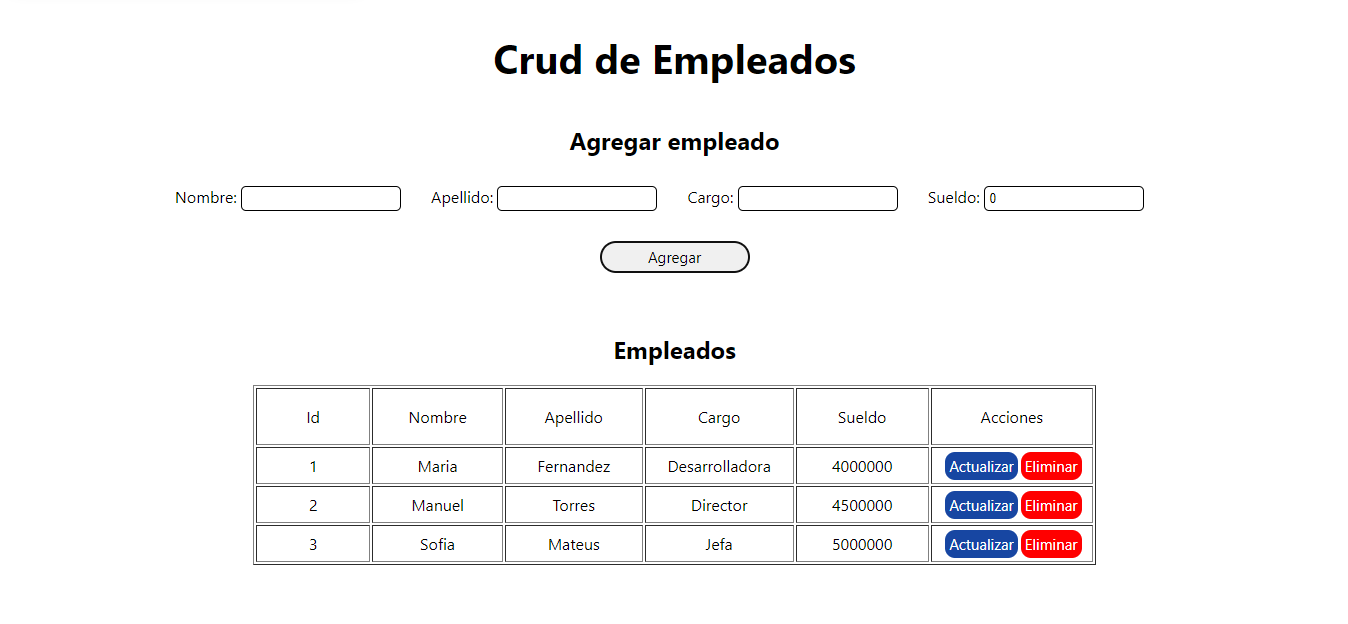 Crud de Empleados
Agregar empleado
Nombre: Apellido: Cargo: Sueldo: 0
Agregar
Empleados
Id Nombre Apellido Cargo Sueldo Acciones
1 Maria Fernandez Desarrolladora 4000000 Actualizar Eliminar
2 Manuel Torres Director 4500000 Actualizar Eliminar
3 Sofia Mateus Jefa 5000000 Actualizar Eliminar